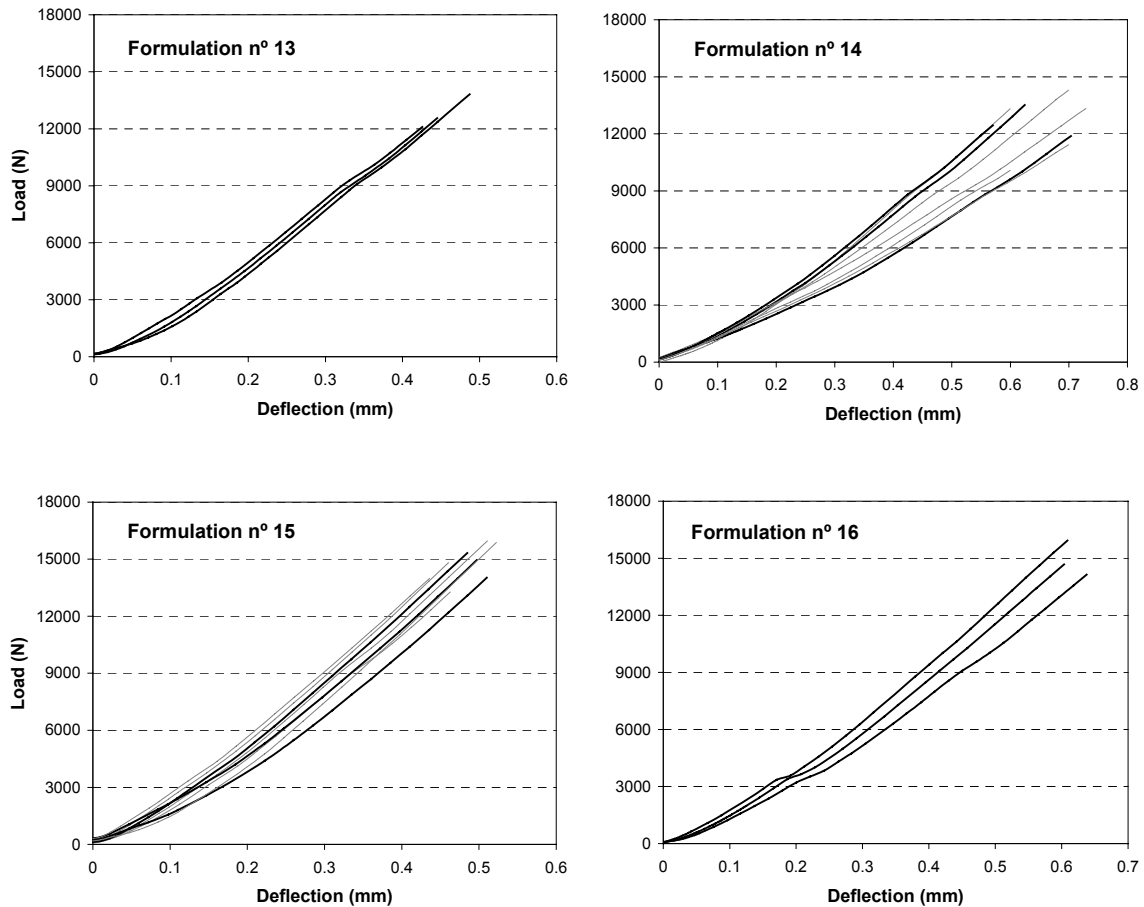 Formulation nº 13
18000
15000
12000
9000
6000
3000
0
Load (N)
0 0.1 0.2 0.3 0.4 0.5 0.6
Deflection (mm)
Formulation nº 14
18000
15000
12000
9000
6000
3000
0
0 0.1 0.2 0.3 0.4 0.5 0.6 0.7 0.8
Deflection (mm)
Formulation nº 15
18000
15000
12000
9000
6000
3000
0
Load (N)
0 0.1 0.2 0.3 0.4 0.5 0.6
Deflection (mm)
Formulation nº 16
18000
15000
12000
9000
6000
3000
0
0 0.1 0.2 0.3 0.4 0.5 0.6 0.7
Deflection (mm)